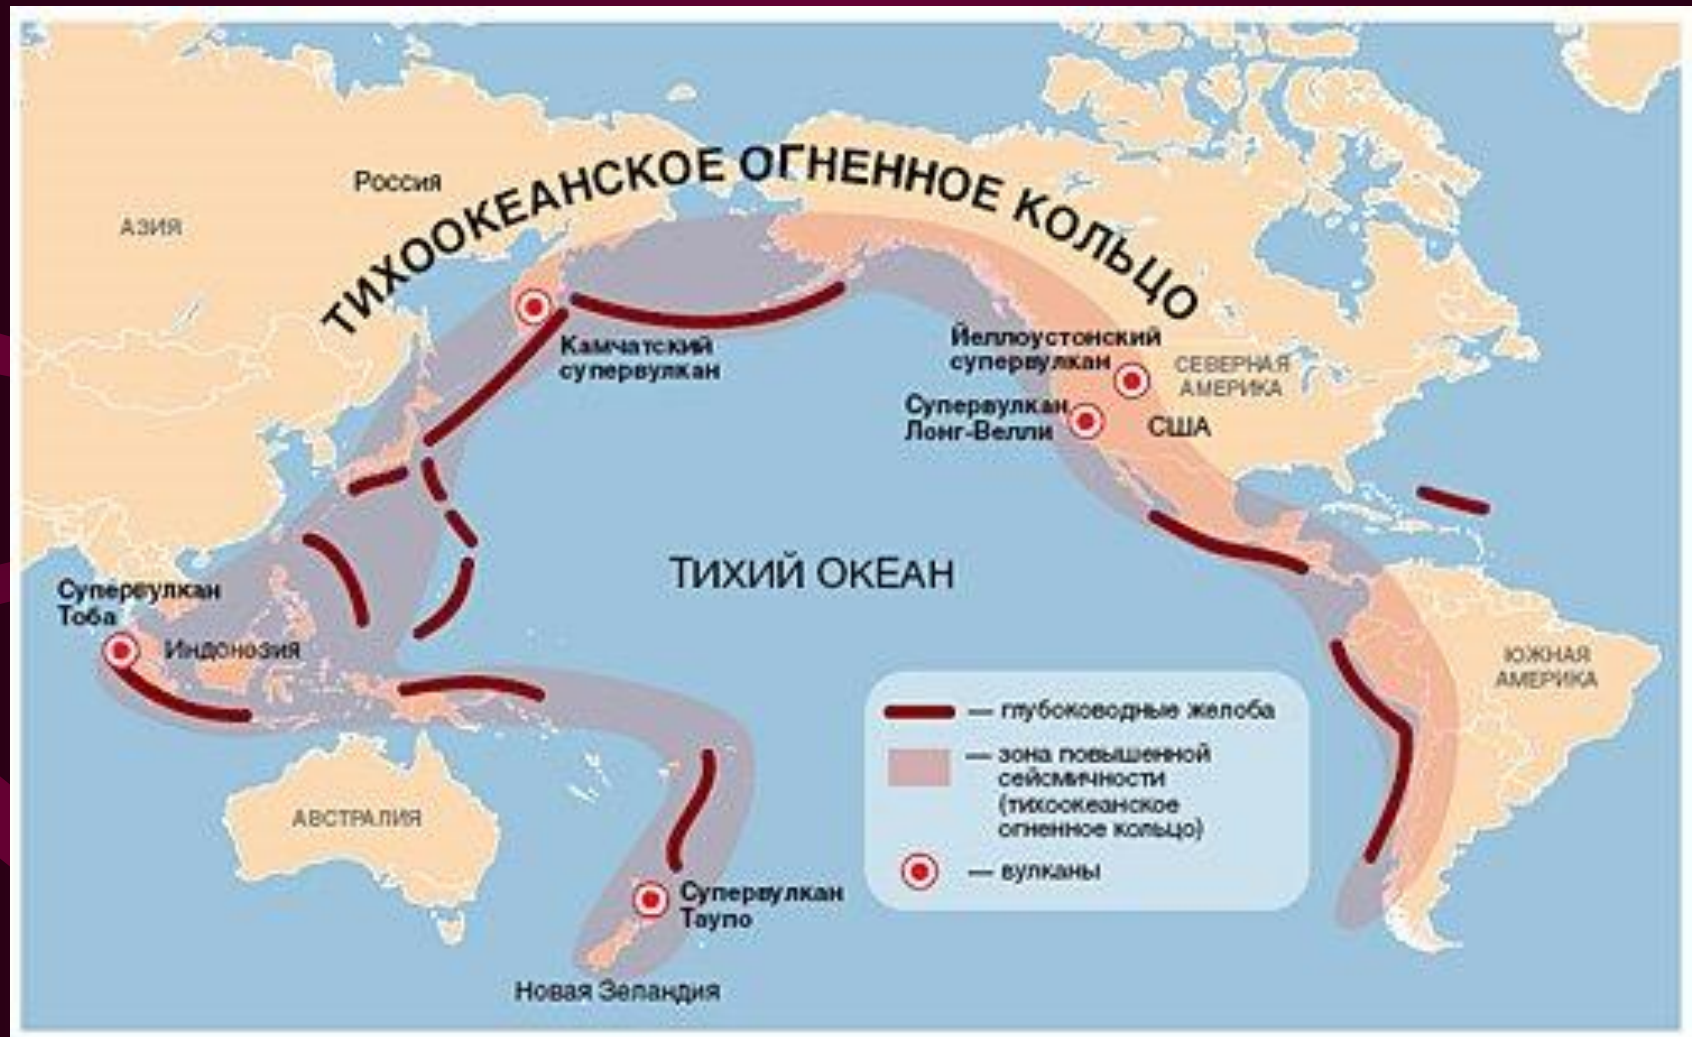 ТИХООКЕАНСКОЕ ОГНЕННОЕ КОЛЬЦО
Россия
АЗИЯ
Камчатский
супервулкан
Йеллоустонский
супервулкан
СЕВЕРНАЯ
АМЕРИКА
Супервулкан
Лонг-Велли
США
ТИХИЙ ОКЕАН
Супервулкан
Тоба
Индонозия
ЮЖНАЯ
АМЕРИКА
— глубоководные желоба
— зона повышенной
сейсмичности
(тихоокеанское
огненное кольцо)
— вулканы
АВСТРАЛИЯ
Супервулкан
Таупо
Новая Зеландия